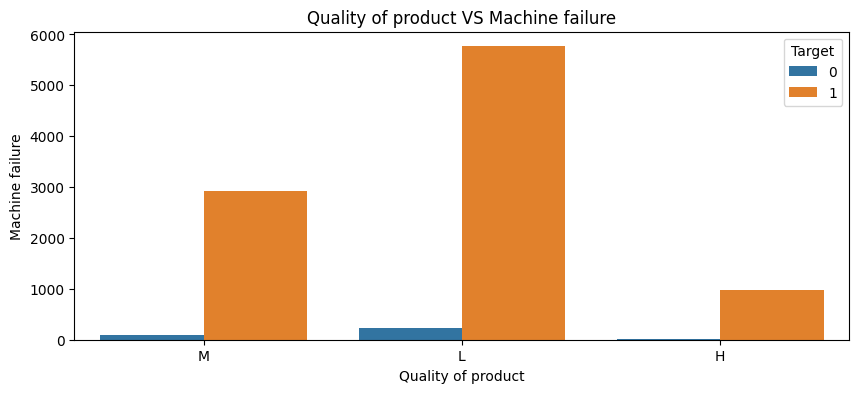 Quality of product VS Machine failure
Target
0
1
6000
5000
4000
3000
2000
1000
0
Machine failure
M
L
H
Quality of product